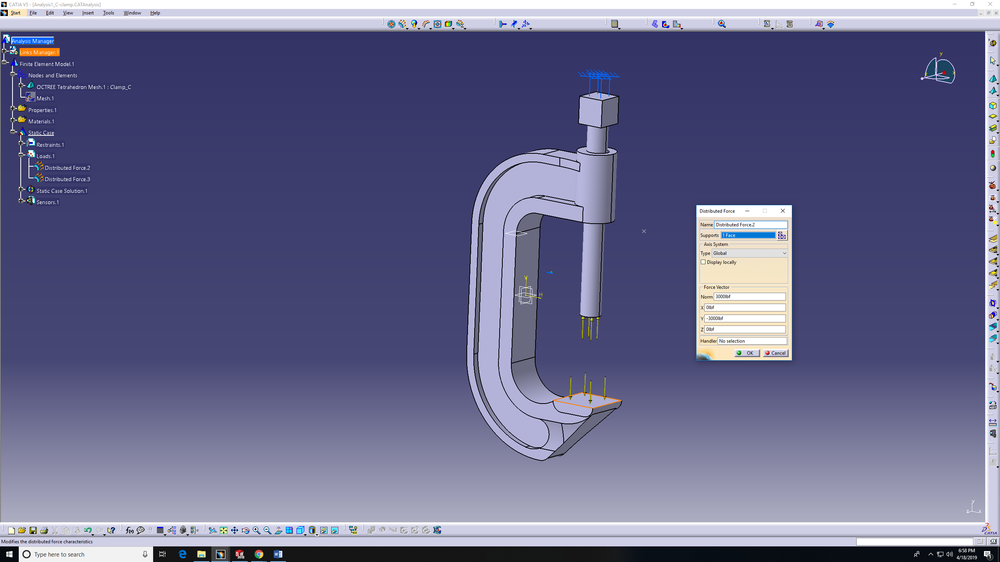 CATIA V5 - [Analysis1_C-clamp.CATAnalysis]
Start File Edit View Insert Tools Window Help
Analysis Manager
Links Manager.1
Finite Element Model.1
Nodes and Elements
OCTREE Tetrahedron Mesh.1 : Clamp_C
Mesh.1
Properties.1
Materials.1
Static Case
Restraints.1
Loads.1
Distributed Force.2
Distributed Force.3
Static Case Solution.1
Sensors.1
y
z x
V
H
Distributed Force
Name Distributed Force.2
Supports 1 Face
Axis System
Type Global
Display locally
Force Vector
Norm 3000lbf
X 0lbf
Y -3000lbf
Z 0lbf
Handler No selection
OK Cancel
y
z x
f(x)
DS CATIA
Modifies the distributed force characteristics
Type here to search
SW 2018
W
6:58 PM
4/18/2019
1